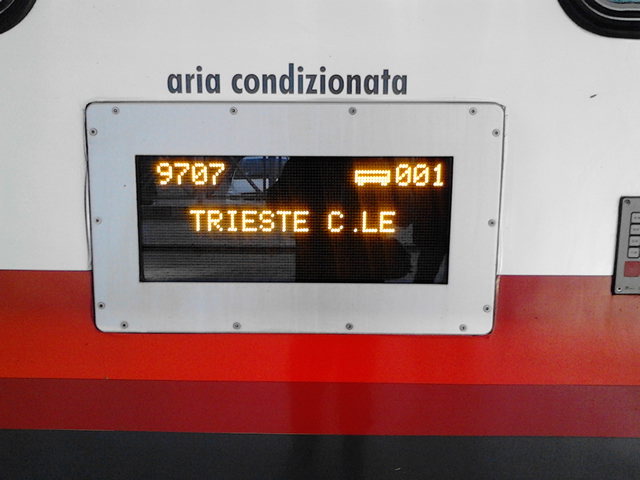 aria condizionata
9707 001
TRIESTE C.LE